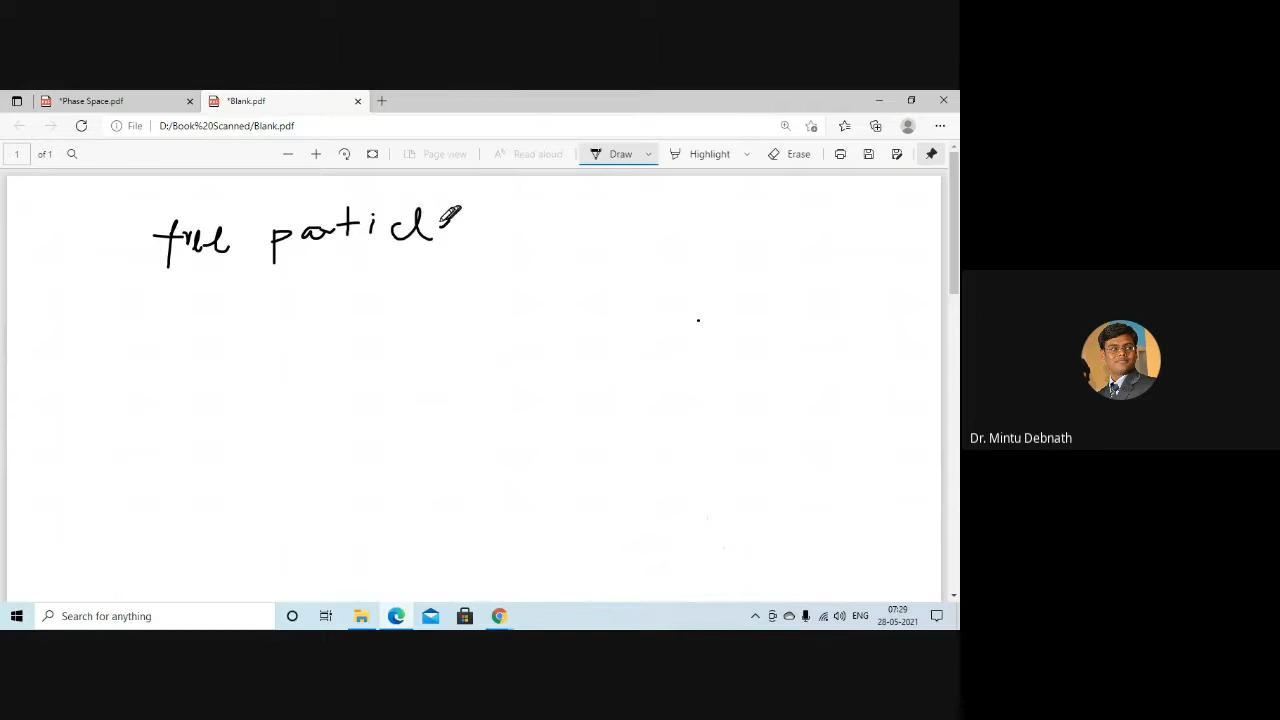 *Phase Space.pdf
*Blank.pdf
File
D:/Book%20Scanned/Blank.pdf
1
of 1
Page view
Read aloud
Draw
Highlight
Erase
free particl
Dr. Mintu Debnath
Search for anything
ENG
07:29
28-05-2021